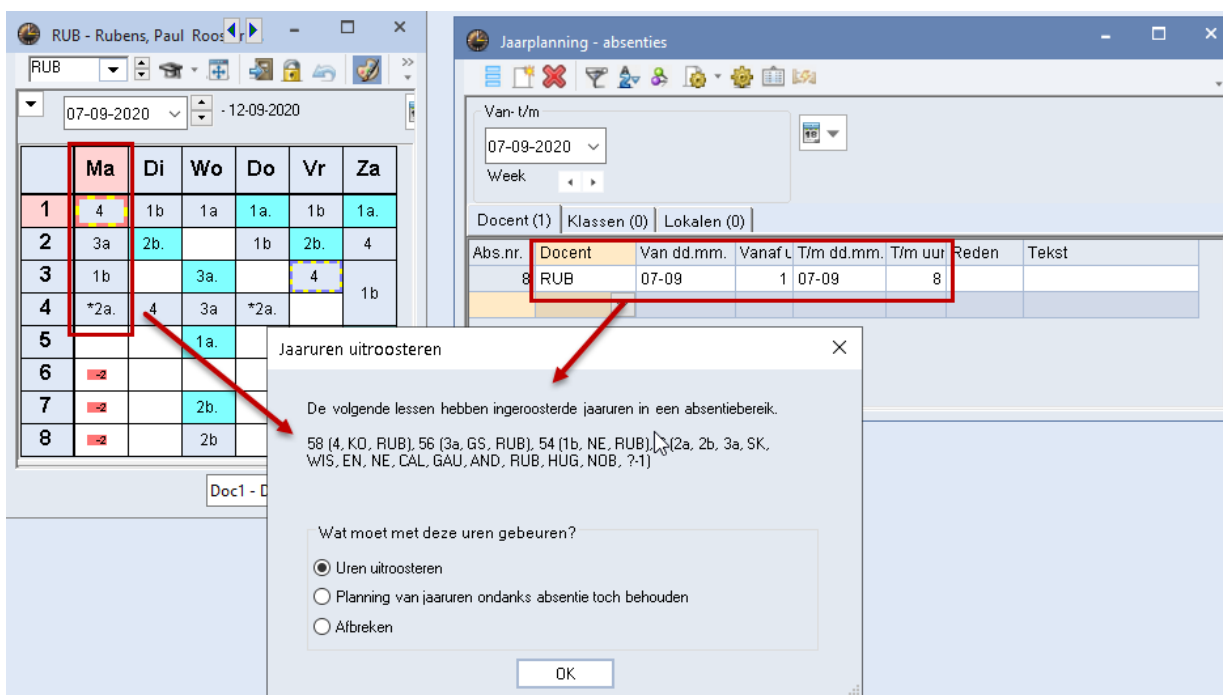 RUB - Rubens, Paul Roos
RUB
07-09-2020 - 12-09-2020
Ma Di Wo Do Vr Za
1 4 1b 1a 1a. 1b 1a.
2 3a 2b. 1b 2b. 4
3 1b 3a. 4 1b
4 *2a. 4 3a *2a.
5 1a.
6 -2
7 -2 2b.
8 -2 2b
Doc1 - D
Jaarplanning - absenties
Van- t/m
07-09-2020
18
Week
Docent (1) Klassen (0) Lokalen (0)
Abs.nr. Docent Van dd.mm. Vanaf u T/m dd.mm. T/m uur Reden Tekst
8 RUB 07-09 1 07-09 8
Jaaruren uitroosteren
De volgende lessen hebben ingeroosterde jaaruren in een absentiebereik.
58 (4, KO, RUB), 56 (3a, GS, RUB), 54 (1b, NE, RUB), (2a, 2b, 3a, SK,
WIS, EN, NE, CAL, GAU, AND, RUB, HUG, NOB, ?-1)
Wat moet met deze uren gebeuren?
Uren uitroosteren
Planning van jaaruren ondanks absentie toch behouden
Afbreken
OK